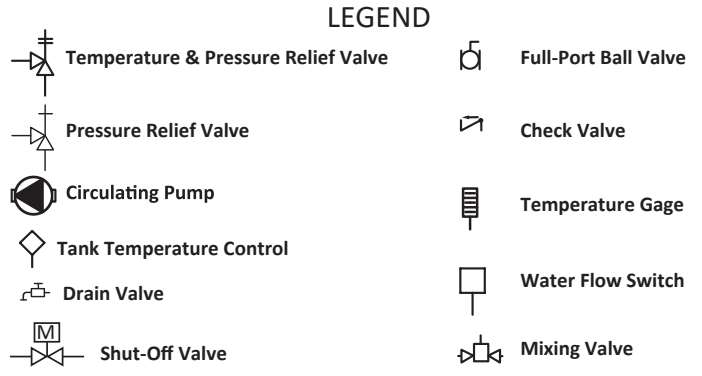 LEGEND
Temperature & Pressure Relief Valve
Pressure Relief Valve
Circulating Pump
Tank Temperature Control
Drain Valve
M
Shut-Off Valve
Full-Port Ball Valve
Check Valve
Temperature Gage
Water Flow Switch
Mixing Valve